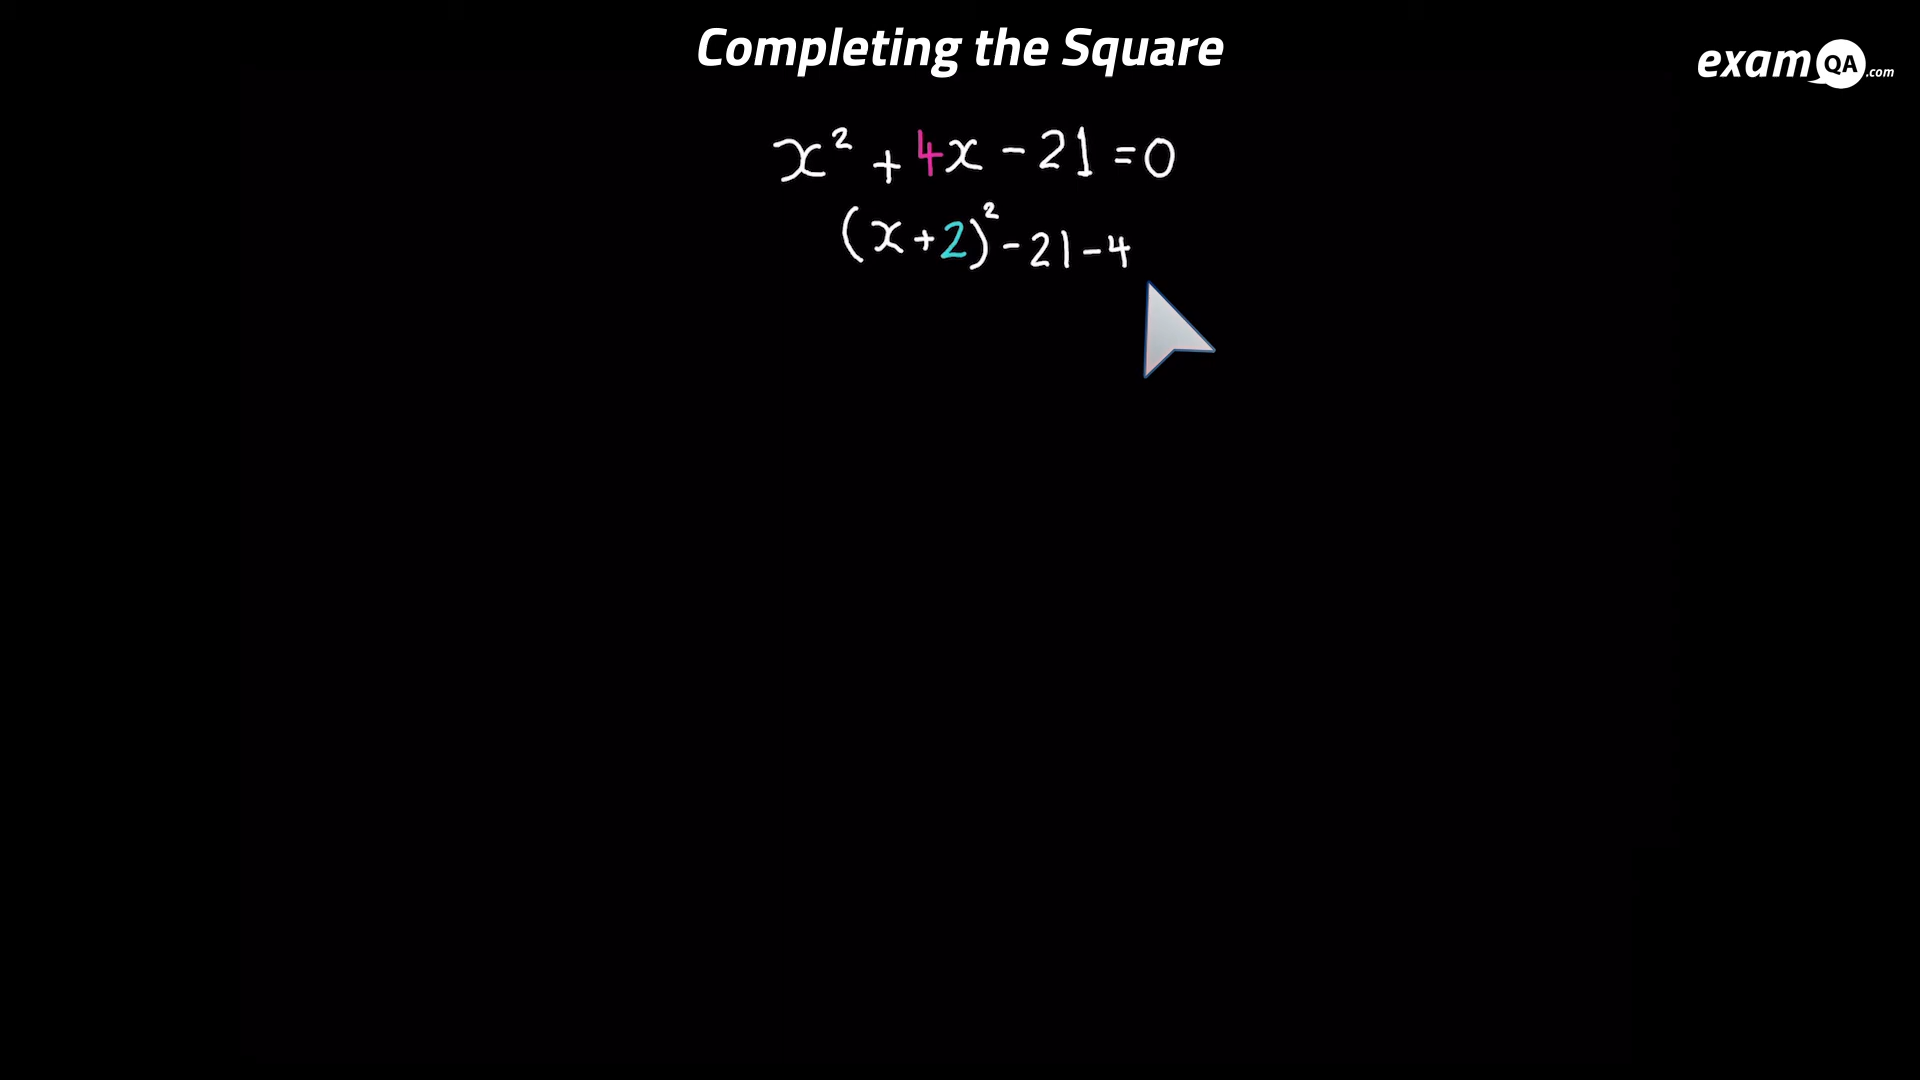 Completing the Square
examQA.com
x² + 4x - 21 = 0
(x+2)² - 21 - 4